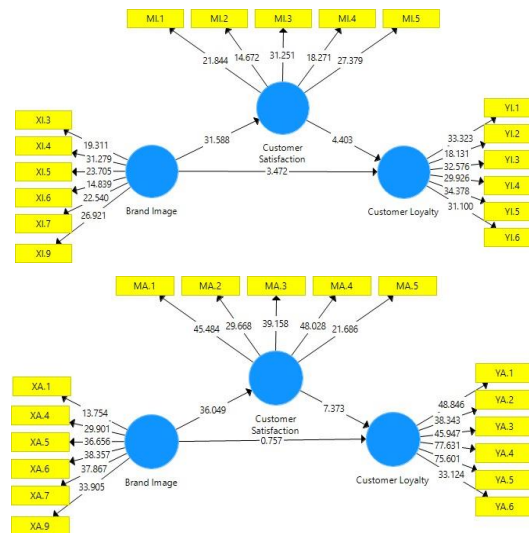 MI.1 MI.2 MI.3 MI.4 MI.5
21.844 14.672 31.251 18.271 27.379
Customer
Satisfaction
31.588 4.403
3.472
XI.3
XI.4
XI.5
XI.6
XI.7
XI.9
19.311
31.279
23.705
14.839
22.540
26.921
Brand Image
Customer Loyalty
33.323
18.131
32.576
29.926
34.378
31.100
YI.1
YI.2
YI.3
YI.4
YI.5
YI.6
MA.1 MA.2 MA.3 MA.4 MA.5
45.484 29.668 39.158 48.028 21.686
Customer
Satisfaction
36.049 7.373
0.757
XA.1
XA.4
XA.5
XA.6
XA.7
XA.9
13.754
29.901
36.656
38.357
37.867
33.905
Brand Image
Customer Loyalty
48.846
38.343
45.947
77.631
75.601
33.124
YA.1
YA.2
YA.3
YA.4
YA.5
YA.6